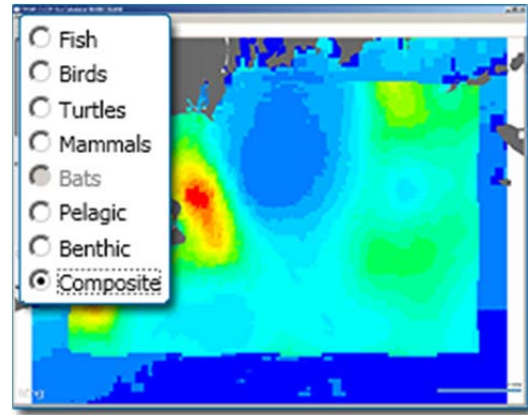 Fish
Birds
Turtles
Mammals
Bats
Pelagic
Benthic
Composite